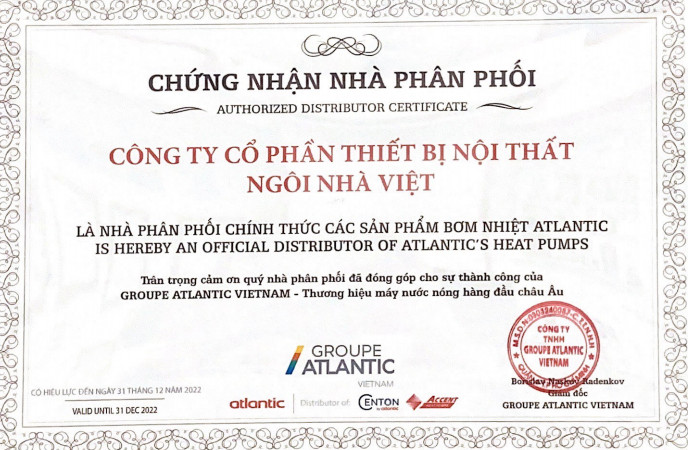 CHỨNG NHẬN NHÀ PHÂN PHỐI
AUTHORIZED DISTRIBUTOR CERTIFICATE
CÔNG TY CỔ PHẦN THIẾT BỊ NỘI THẤT
NGÔI NHÀ VIỆT
LÀ NHÀ PHÂN PHỐI CHÍNH THỨC CÁC SẢN PHẨM BƠM NHIỆT ATLANTIC
IS HEREBY AN OFFICIAL DISTRIBUTOR OF ATLANTIC'S HEAT PUMPS
Trân trọng cảm ơn quý nhà phân phối đã đóng góp cho sự thành công của
GROUPE ATLANTIC VIETNAM - Thương hiệu máy nước nóng hàng đầu châu Âu
GROUPE
ATLANTIC
VIETNAM
CÔNG TY
TNHH
GROUPE ATLANTIC
VIETNAM
CÓ HIỆU LỰC ĐẾN NGÀY 31 THÁNG 12 NĂM 2022
VALID UNTIL 31 DEC 2022
atlantic
Distributor of:
CENTON
by atlantic
ACCENT
Borislav Naskov Radenkov
Giám đốc
GROUPE ATLANTIC VIETNAM